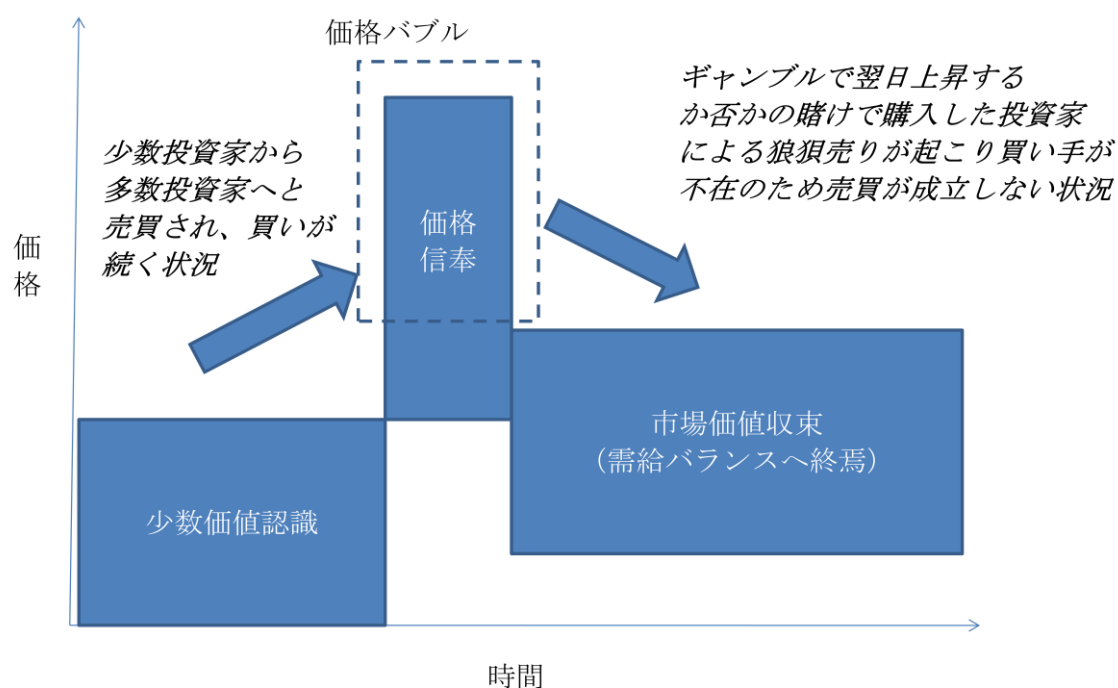 価格バブル
ギャンブルで翌日上昇する
か否かの賭けで購入した投資家
による狼狽売りが起こり買い手が
不在のため売買が成立しない状況
少数投資家から
多数投資家へと
売買され、買いが
続く状況
価格
価格
信奉
市場価値収束
（需給バランスへ終焉）
少数価値認識
時間